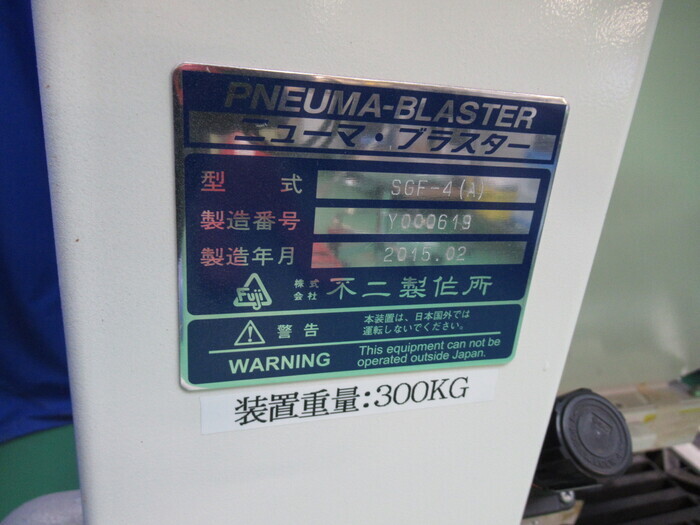 PNEUMA-BLASTER
ニューマ・ブラスター
型 式 SGF-4(A)
製造番号 Y000619
製造年月 2015.02
Fuji 株式会社 不二製作所
警告 本装置は、日本国外では
運転しないでください。
WARNING This equipment can not be
operated outside Japan.
装置重量:300KG